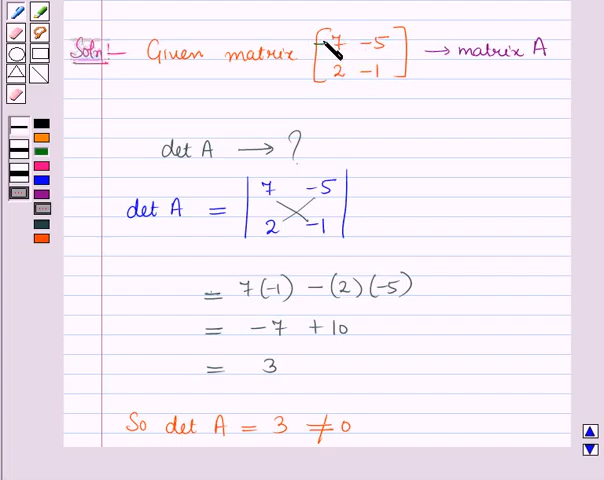 Soln:- Given matrix [7 -5 → matrix A
2 -1]
det A → ?
det A = |7 -5|
|2 -1|
= 7(-1) - (2)(-5)
= -7 + 10
= 3
So det A = 3 ≠ 0